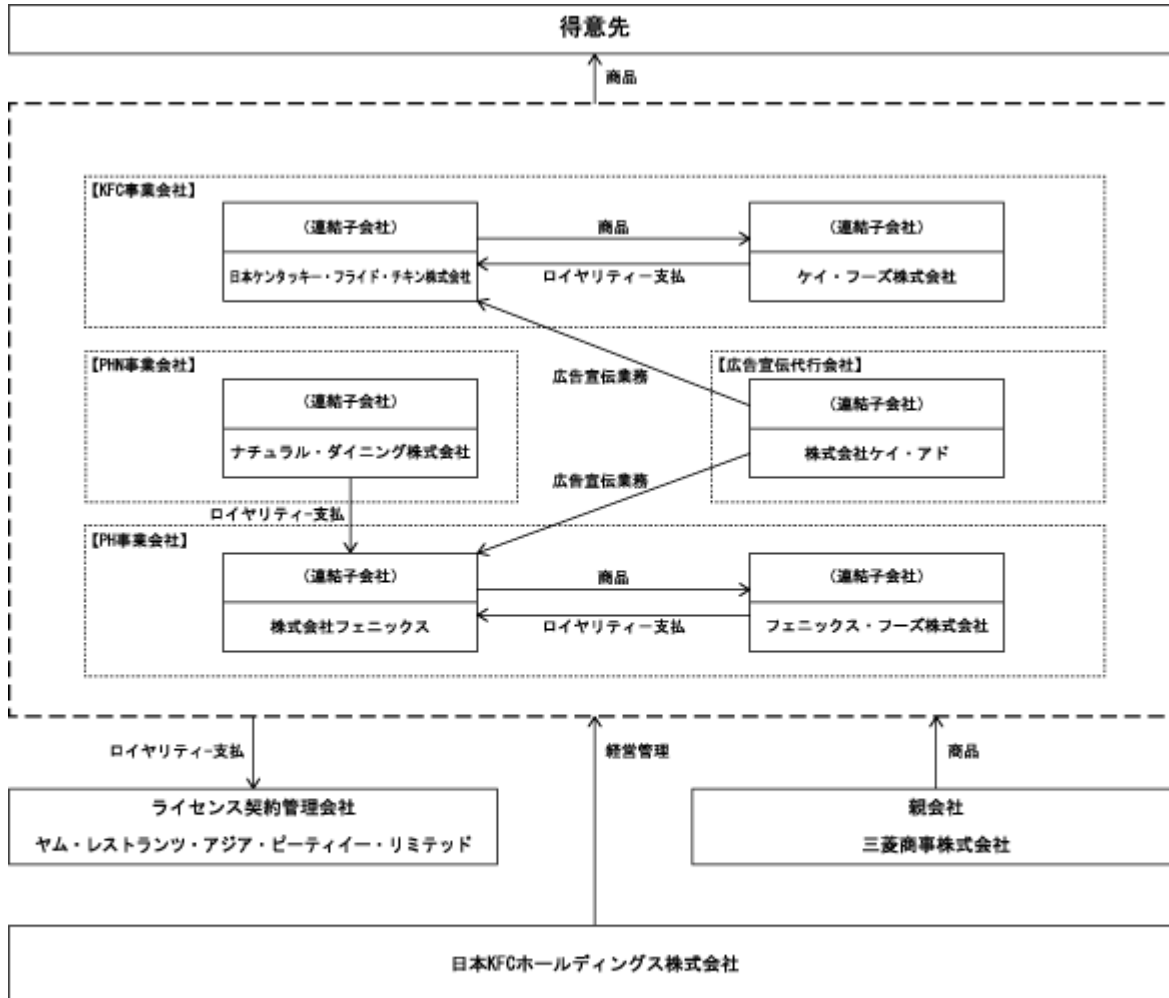 得意先
商品
【KFC事業会社】
(連結子会社)
日本ケンタッキー・フライド・チキン株式会社
商品
ロイヤリティー支払
(連結子会社)
ケイ・フーズ株式会社
【PHN事業会社】
(連結子会社)
ナチュラル・ダイニング株式会社
広告宣伝業務
【広告宣伝代行会社】
(連結子会社)
株式会社ケイ・アド
広告宣伝業務
ロイヤリティー支払
【PH事業会社】
(連結子会社)
株式会社フェニックス
商品
ロイヤリティー支払
(連結子会社)
フェニックス・フーズ株式会社
ロイヤリティー支払
経営管理
商品
ライセンス契約管理会社
ヤム・レストランツ・アジア・ピーティイー・リミテッド
親会社
三菱商事株式会社
日本KFCホールディングス株式会社